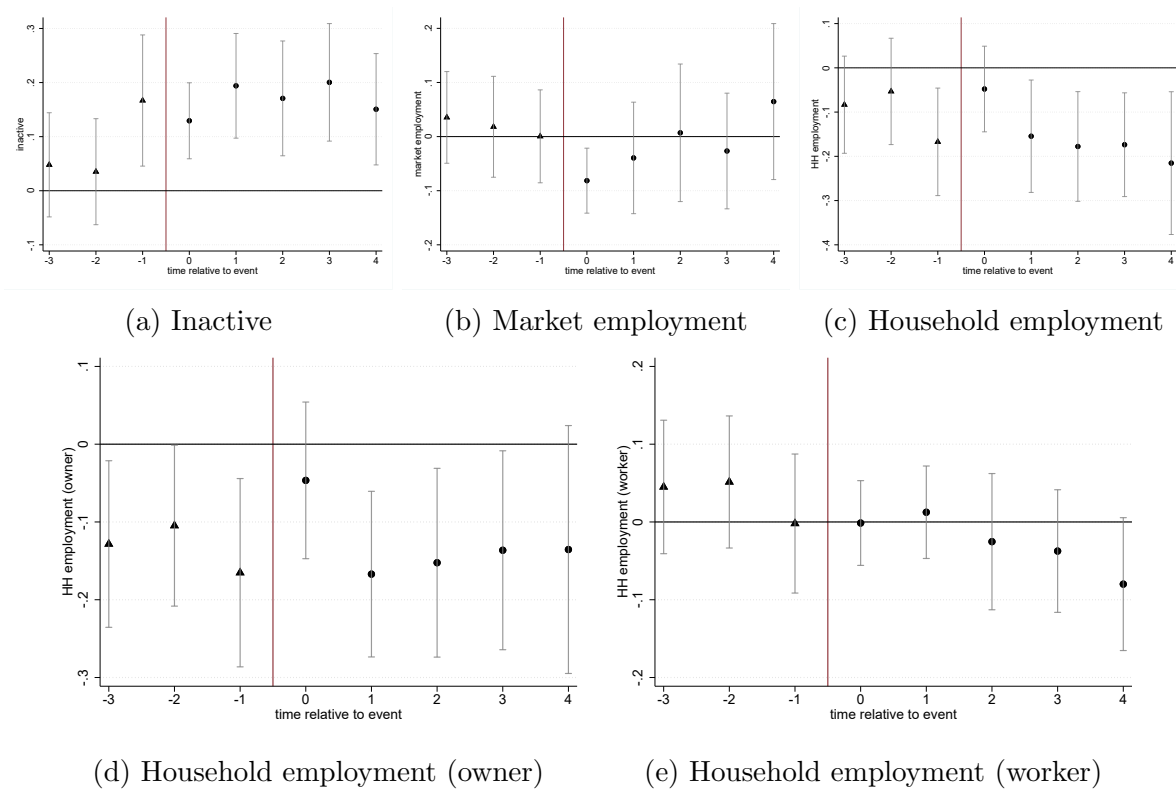 inactive
.3
.2
.1
0
-.1
-3 -2 -1 0 1 2 3 4
time relative to event
(a) Inactive
market employment
.2
.1
0
-.1
-.2
-3 -2 -1 0 1 2 3 4
time relative to event
(b) Market employment
HH employment
.1
0
-.1
-.2
-.3
-.4
-3 -2 -1 0 1 2 3 4
time relative to event
(c) Household employment
HH employment (owner)
.1
0
-.1
-.2
-.3
-3 -2 -1 0 1 2 3 4
time relative to event
(d) Household employment (owner)
HH employment (worker)
.2
.1
0
-.1
-.2
-3 -2 -1 0 1 2 3 4
time relative to event
(e) Household employment (worker)